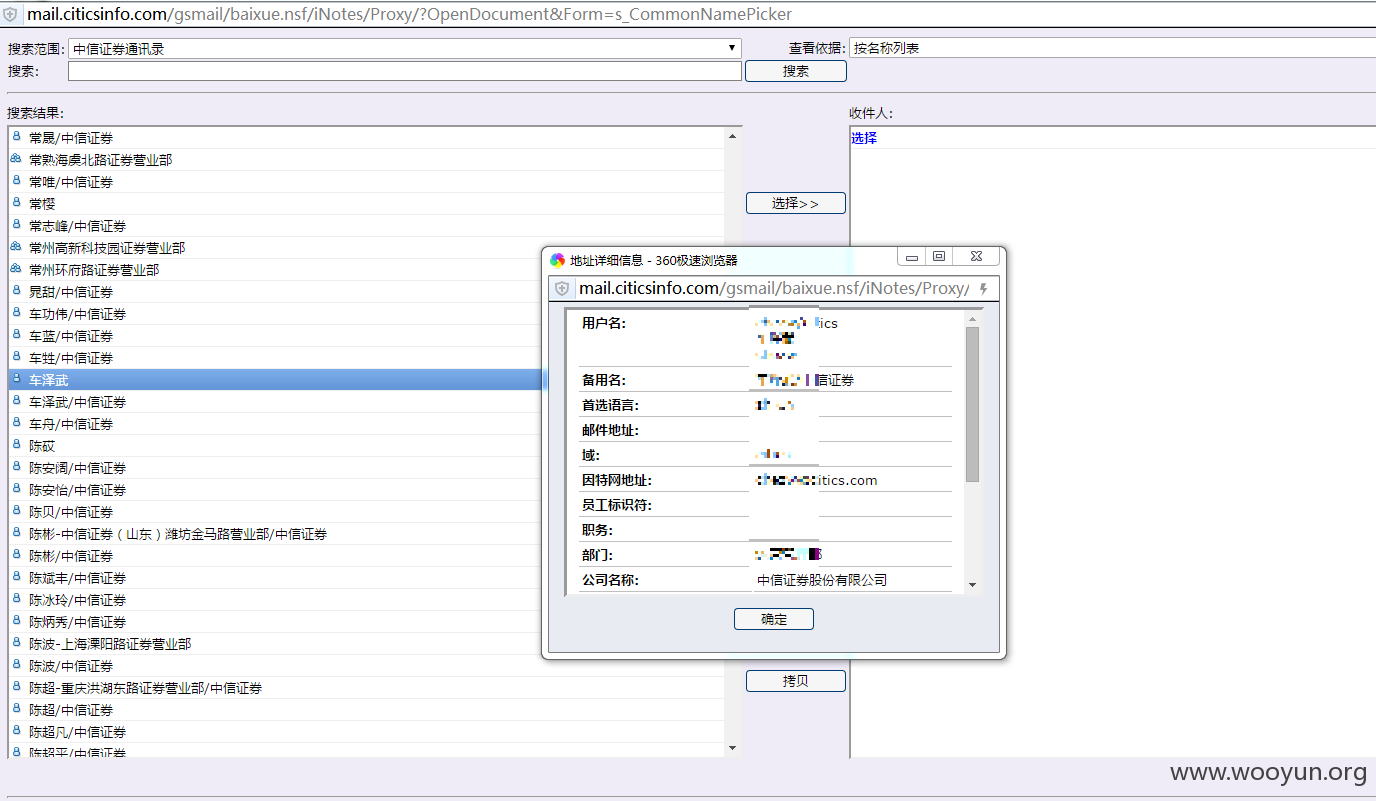 mail.citicsinfo.com/gsmail/baixue.nsf/iNotes/Proxy/?OpenDocument&Form=s_CommonNamePicker
搜索范围: 中信证券通讯录 查看依据: 按名称列表
搜索: 搜索
搜索结果: 收件人:
选择
常晟/中信证券
常熟海虞北路证券营业部
常唯/中信证券
常樱
选择>>
常志峰/中信证券
常州高新科技园证券营业部
常州环府路证券营业部
晁甜/中信证券
车功伟/中信证券
车蓝/中信证券
车甡/中信证券
车泽武
车泽武/中信证券
车舟/中信证券
陈砹
陈安阔/中信证券
陈安怡/中信证券
陈贝/中信证券
陈彬-中信证券（山东）潍坊金马路营业部/中信证券
陈彬/中信证券
陈斌丰/中信证券
陈冰玲/中信证券
陈炳秀/中信证券
陈波-上海溧阳路证券营业部
陈波/中信证券
陈超-重庆洪湖东路证券营业部/中信证券
陈超/中信证券
陈超凡/中信证券
陈超平/中信证券
地址详细信息 - 360极速浏览器
mail.citicsinfo.com/gsmail/baixue.nsf/iNotes/Proxy/
用户名: ics
备用名: 信证券
首选语言:
邮件地址:
域:
因特网地址: itics.com
员工标识符:
职务:
部门:
公司名称: 中信证券股份有限公司
确定
拷贝
www.wooyun.org